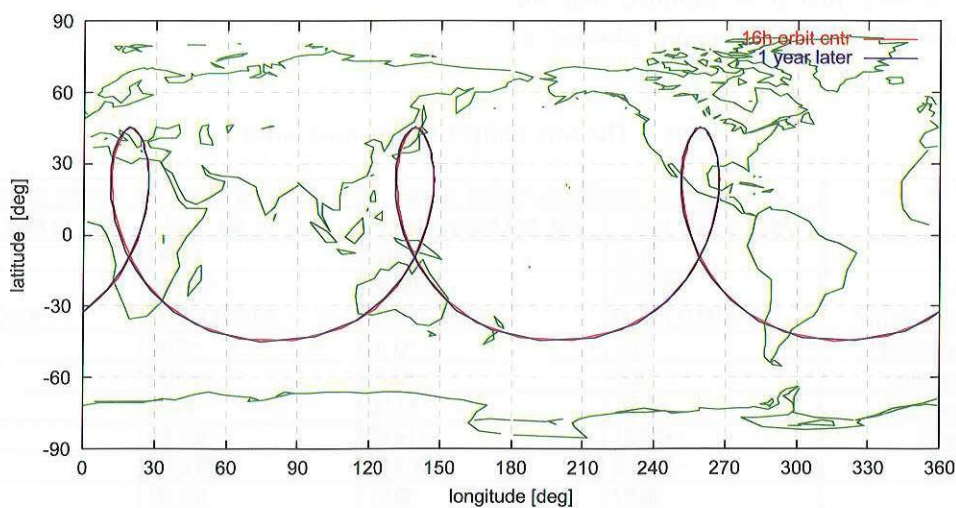 90
60
30
0
-30
-60
-90
latitude [deg]
16h orbit cntr
1 year later
0 30 60 90 120 150 180 210 240 270 300 330 360
longitude [deg]